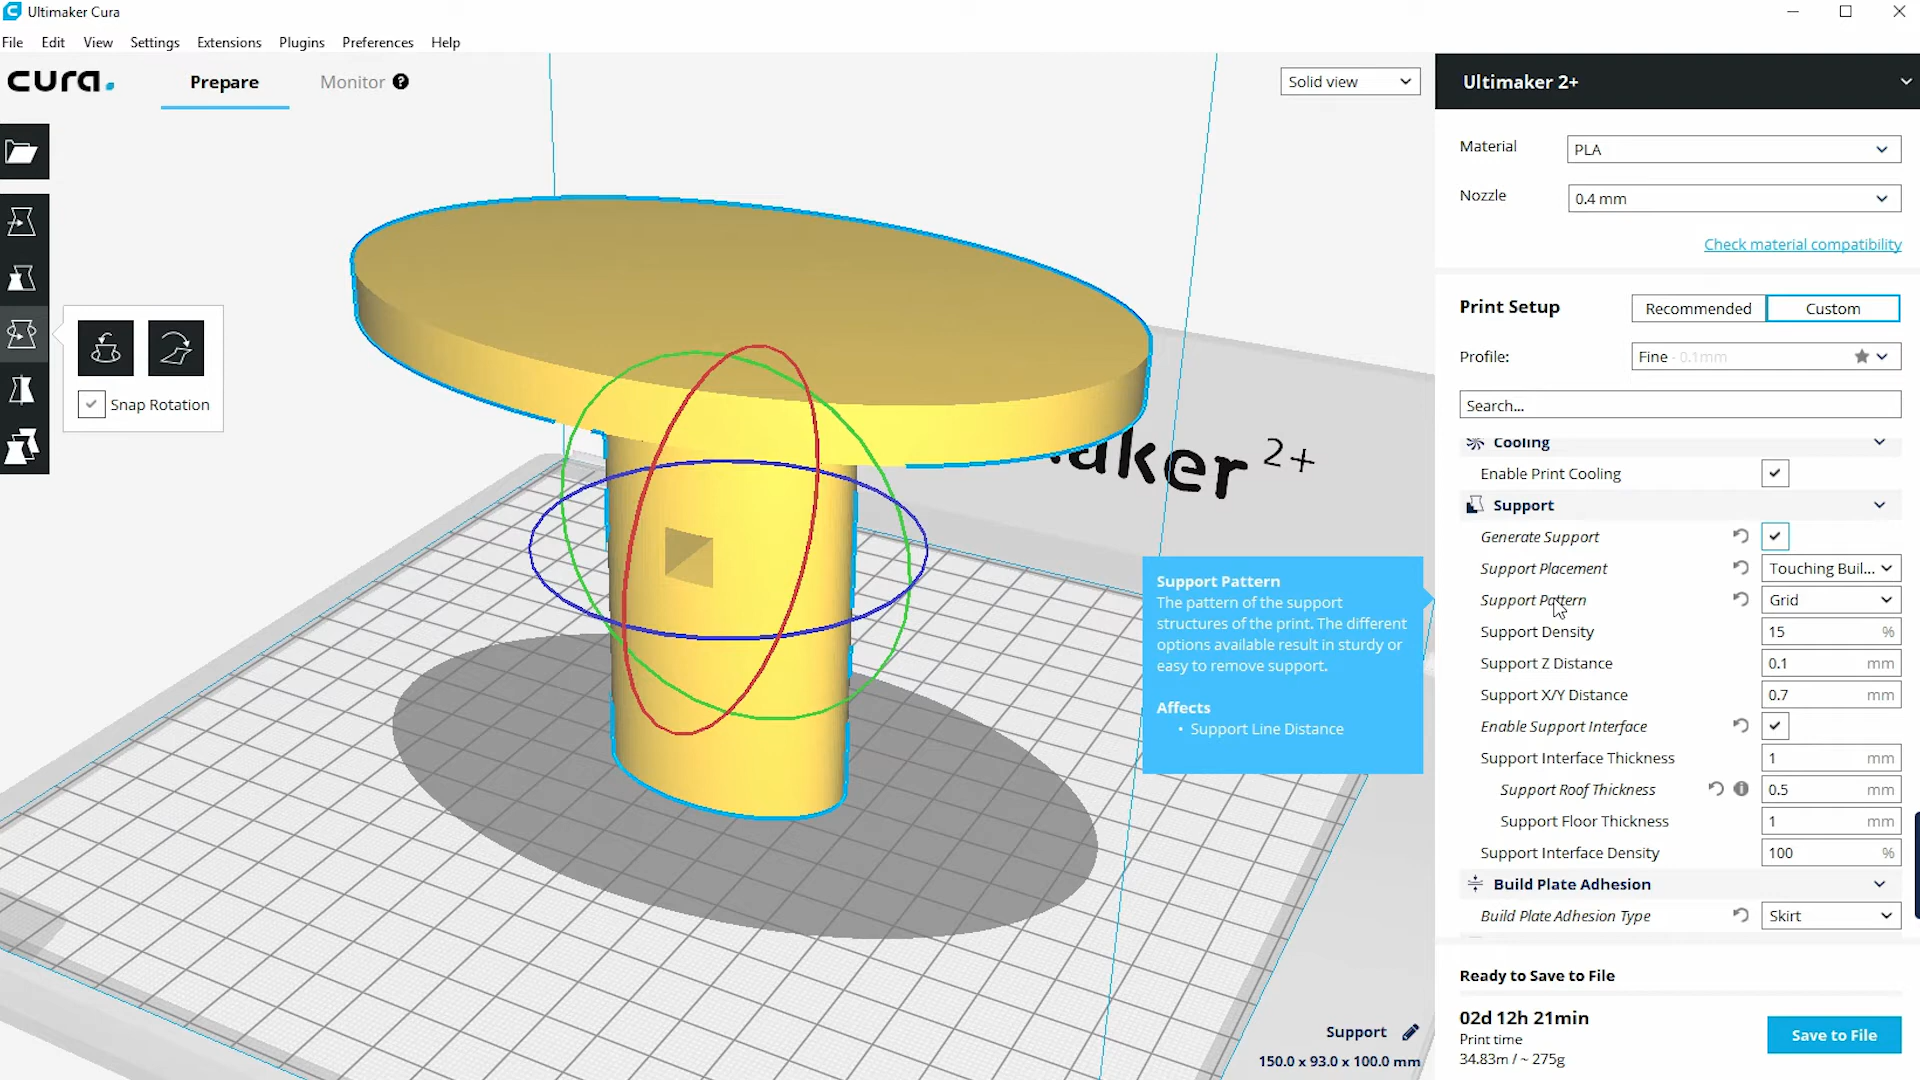 Ultimaker Cura
File Edit View Settings Extensions Plugins Preferences Help
cura.
Prepare
Monitor ?
Solid view
Ultimaker 2+
Material
PLA
Nozzle
0.4 mm
Check material compatibility
Print Setup
Recommended
Custom
Profile:
Fine - 0.1mm
Search...
Snap Rotation
aker 2+
Cooling
Enable Print Cooling
Support
Generate Support
Support Placement
Touching Buil...
Support Pattern
Grid
Support Density
15 %
Support Z Distance
0.1 mm
Support X/Y Distance
0.7 mm
Enable Support Interface
Support Interface Thickness
1 mm
Support Roof Thickness
0.5 mm
Support Floor Thickness
1 mm
Support Interface Density
100 %
Build Plate Adhesion
Build Plate Adhesion Type
Skirt
Support Pattern
The pattern of the support
structures of the print. The different
options available result in sturdy or
easy to remove support.
Affects
• Support Line Distance
Support
150.0 x 93.0 x 100.0 mm
Ready to Save to File
02d 12h 21min
Print time
34.83m / ~ 275g
Save to File